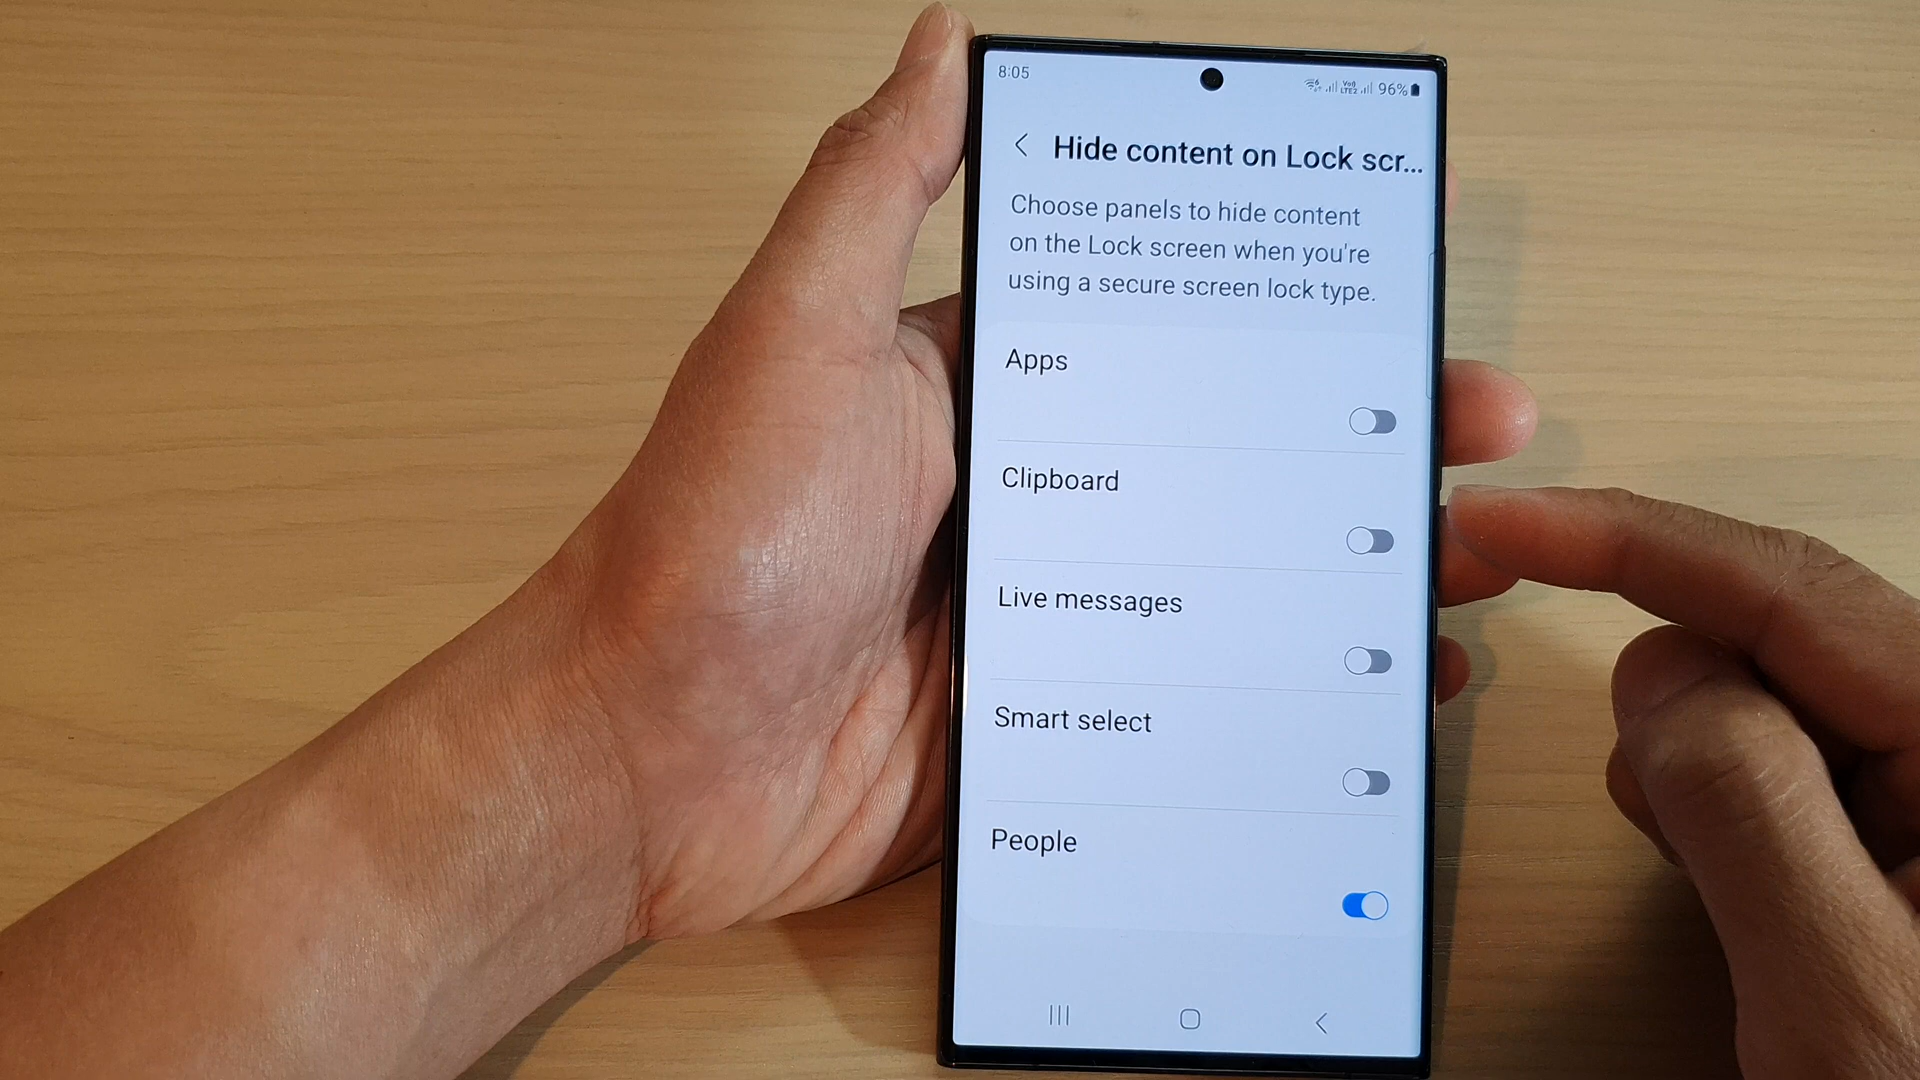 8:05
96%
Hide content on Lock scr...
Choose panels to hide content
on the Lock screen when you're
using a secure screen lock type.
Apps
Clipboard
Live messages
Smart select
People